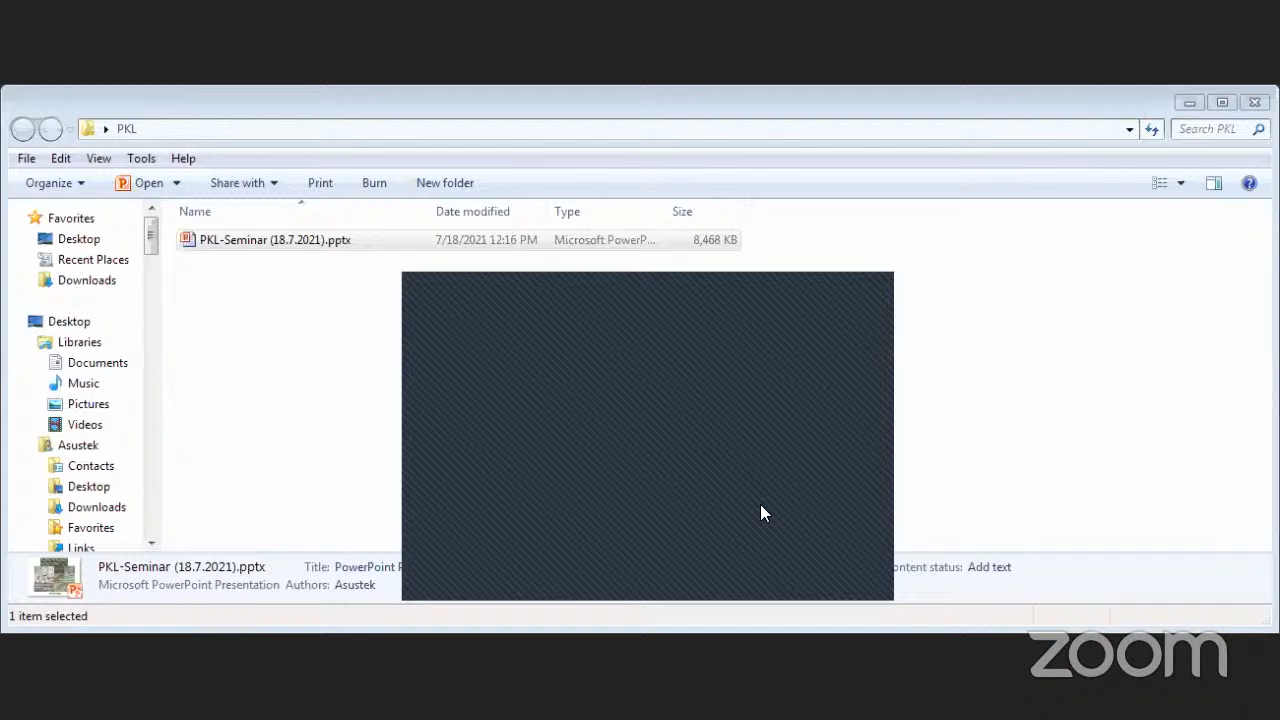 PKL
Search PKL
File Edit View Tools Help
Organize Open Share with Print Burn New folder
Name Date modified Type Size
PKL-Seminar (18.7.2021).pptx 7/18/2021 12:16 PM Microsoft PowerP... 8,468 KB
Favorites
Desktop
Recent Places
Downloads
Desktop
Libraries
Documents
Music
Pictures
Videos
Asustek
Contacts
Desktop
Downloads
Favorites
Links
PKL-Seminar (18.7.2021).pptx Title: PowerPoint ontent status: Add text
Microsoft PowerPoint Presentation Authors: Asustek
1 item selected
zoom